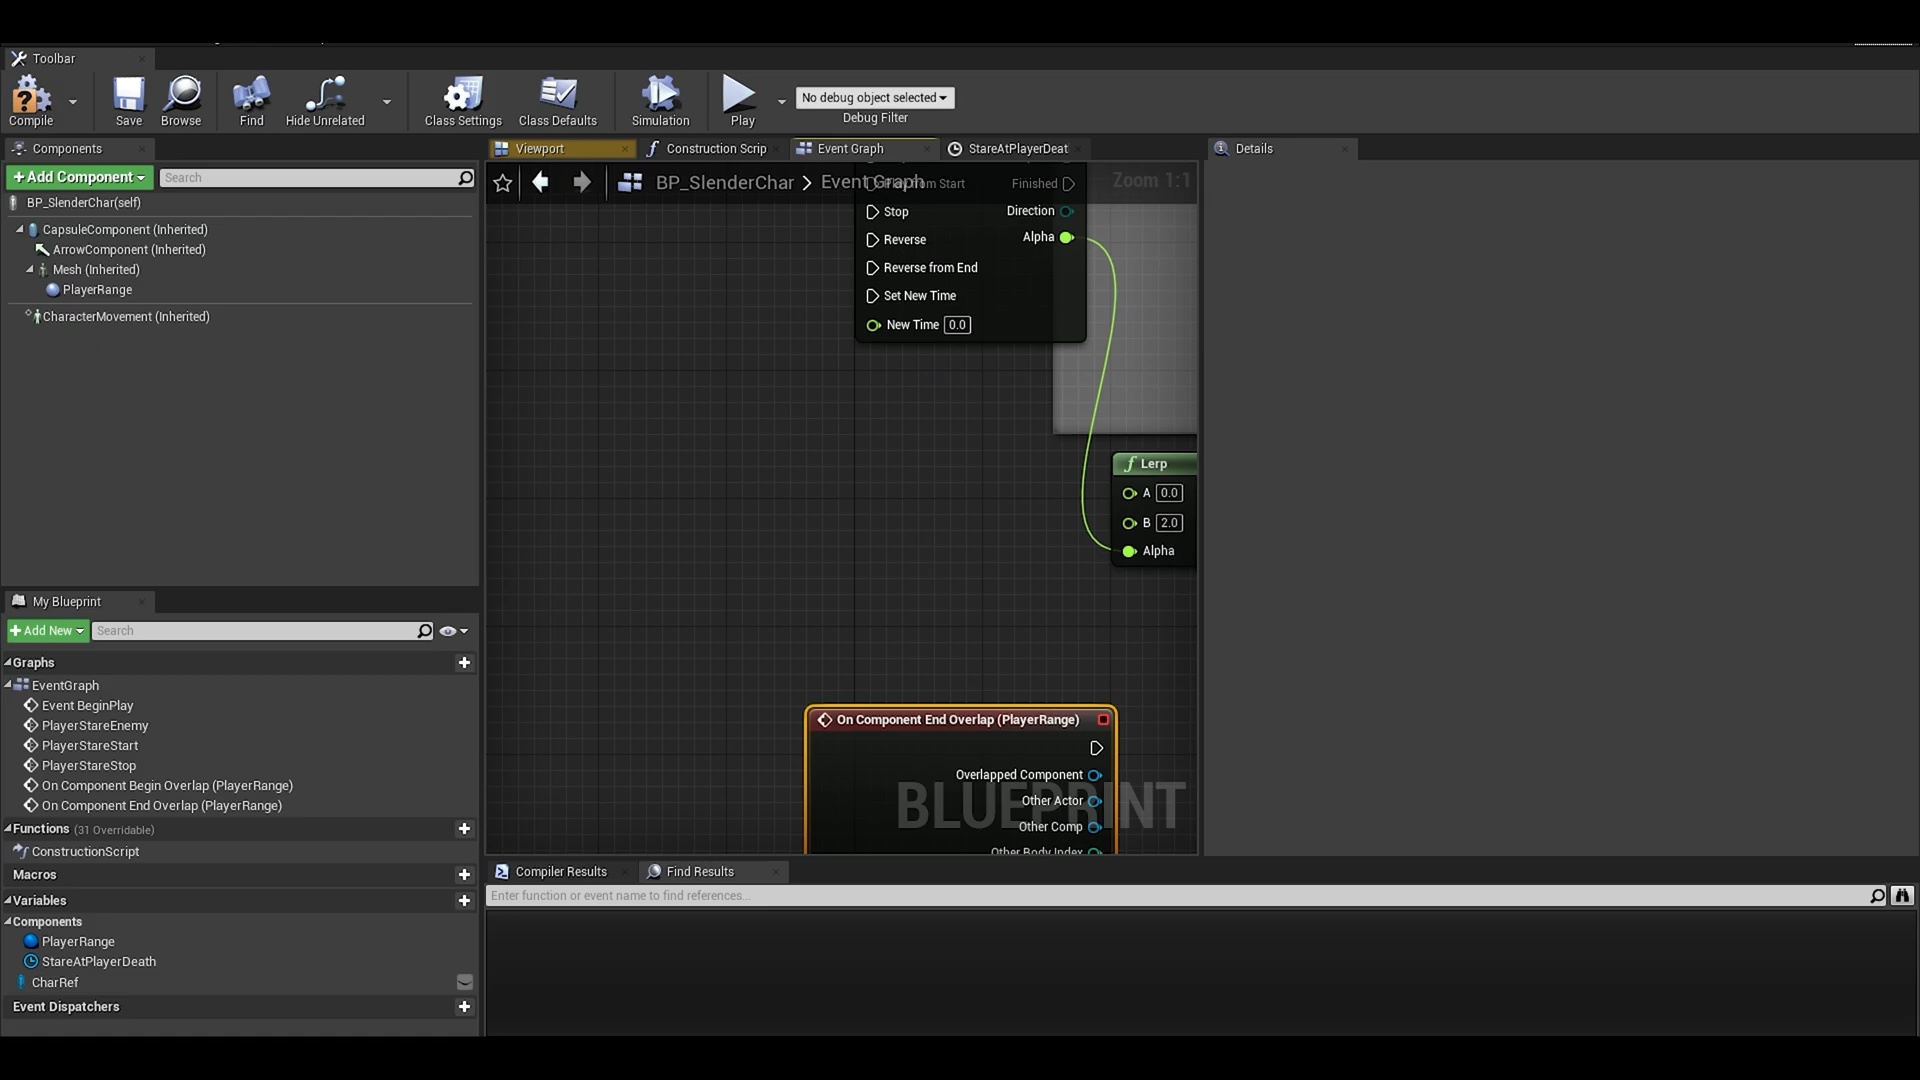 Toolbar
Compile
Save
Browse
Find
Hide Unrelated
Class Settings
Class Defaults
Simulation
Play
No debug object selected
Debug Filter
Components
Viewport
Construction Scrip
Event Graph
StareAtPlayerDeat
Details
+Add Component
Search
BP_SlenderChar(self)
CapsuleComponent (Inherited)
ArrowComponent (Inherited)
Mesh (Inherited)
PlayerRange
CharacterMovement (Inherited)
BP_SlenderChar > Event Graph
Zoom 1:1
from Start
Finished
Stop
Direction
Reverse
Alpha
Reverse from End
Set New Time
New Time 0.0
f Lerp
A 0.0
B 2.0
Alpha
On Component End Overlap (PlayerRange)
Overlapped Component
Other Actor
Other Comp
Other Body Index
BLUEPRINT
My Blueprint
+Add New
Search
Graphs
EventGraph
Event BeginPlay
PlayerStareEnemy
PlayerStareStart
PlayerStareStop
On Component Begin Overlap (PlayerRange)
On Component End Overlap (PlayerRange)
Functions (31 Overridable)
ConstructionScript
Macros
Variables
Components
PlayerRange
StareAtPlayerDeath
CharRef
Event Dispatchers
Compiler Results
Find Results
Enter function or event name to find references...